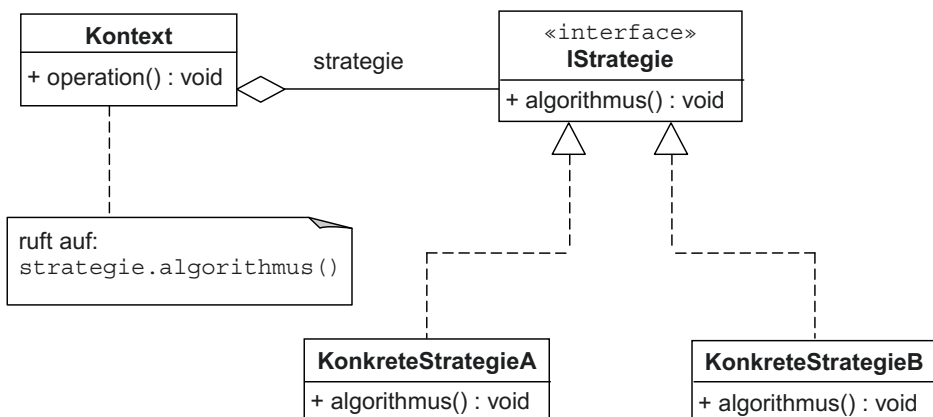 Kontext
+ operation() : void
strategie
«interface»
IStrategie
+ algorithmus() : void
ruft auf:
strategie.algorithmus()
KonkreteStrategieA
+ algorithmus() : void
KonkreteStrategieB
+ algorithmus() : void